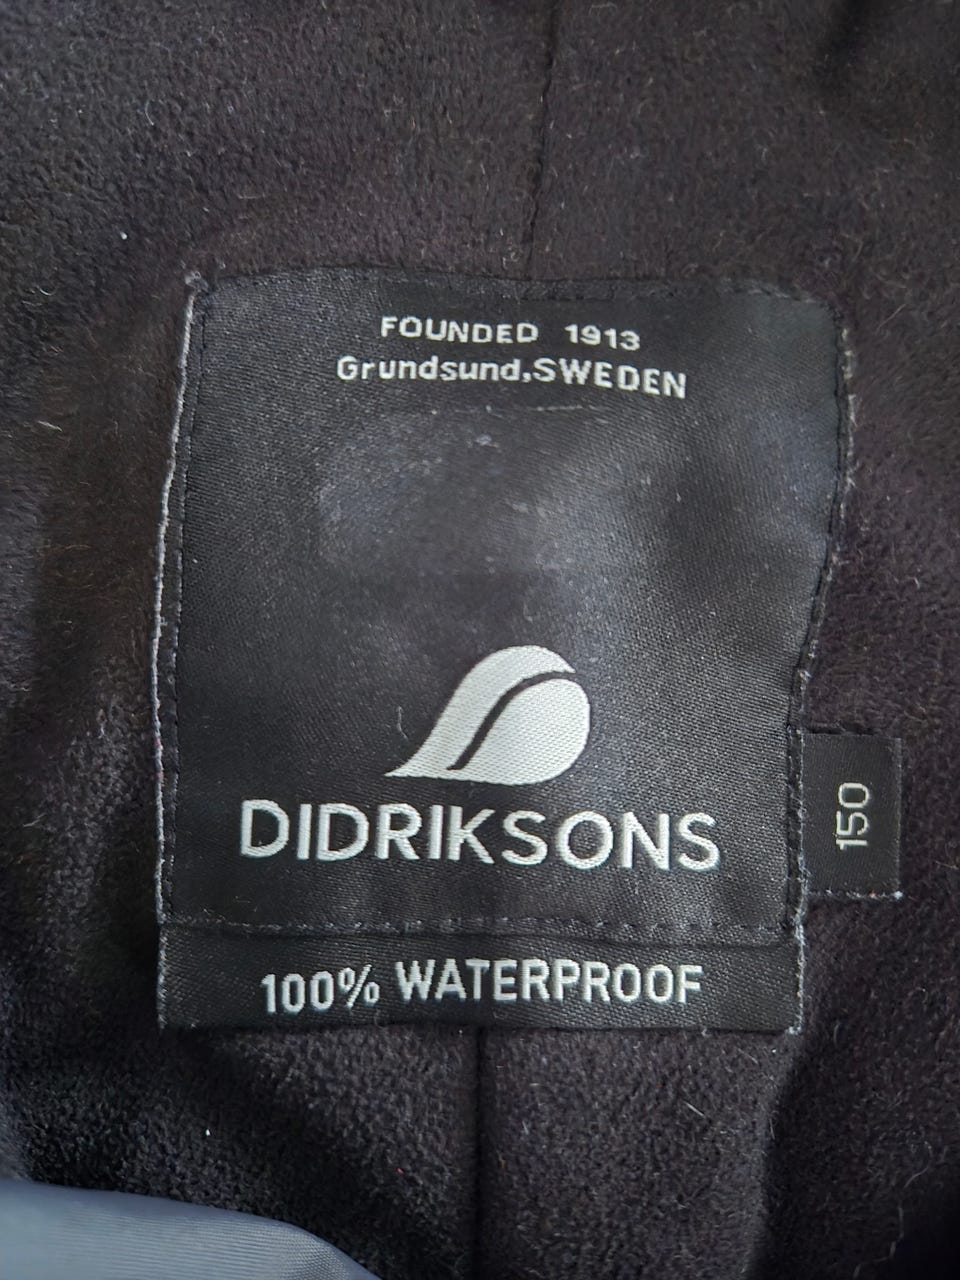 FOUNDED 1913
Grundsund,SWEDEN
DIDRIKSONS
150
100% WATERPROOF